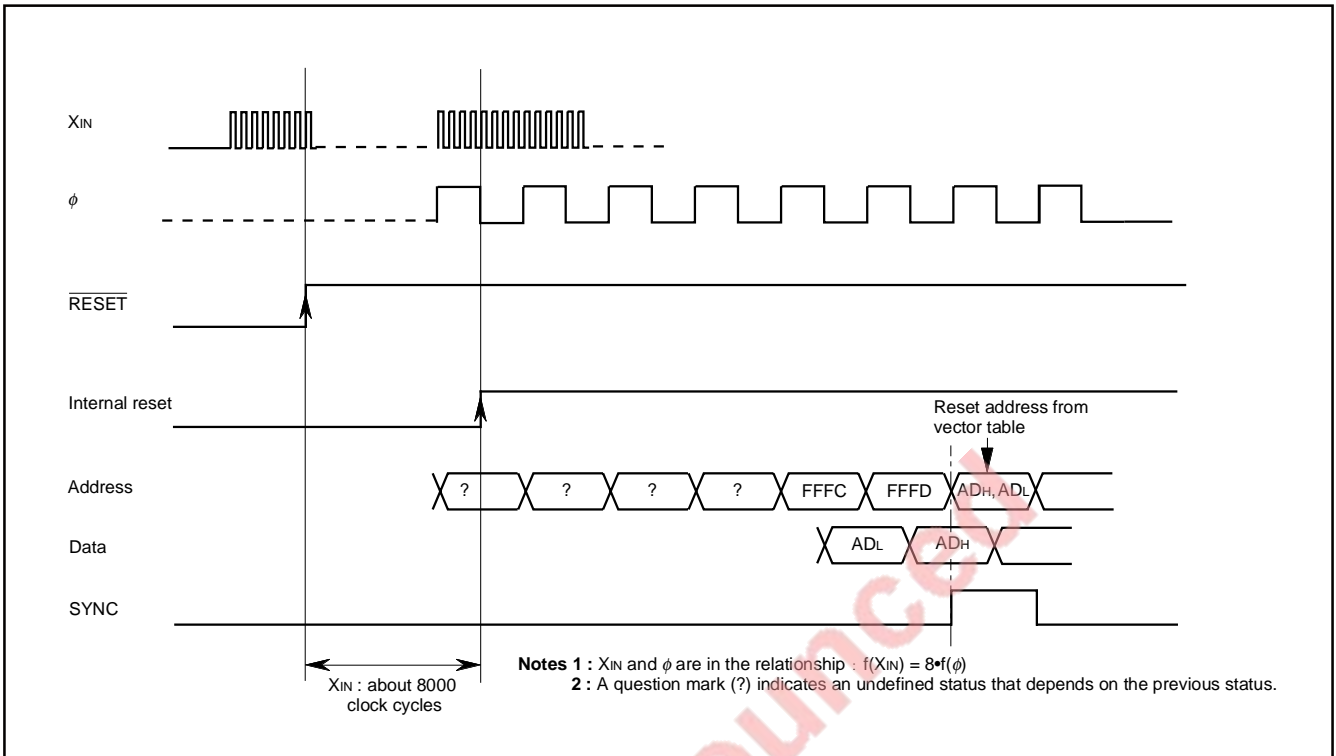 XIN
ϕ
RESET
Internal reset
Reset address from
vector table
Address
? ? ? ? FFFC FFFD ADH, ADL
Data
ADL ADH
SYNC
XIN : about 8000
clock cycles
Notes 1 : XIN and ϕ are in the relationship : f(XIN) = 8•f(ϕ)
2 : A question mark (?) indicates an undefined status that depends on the previous status.
ounced